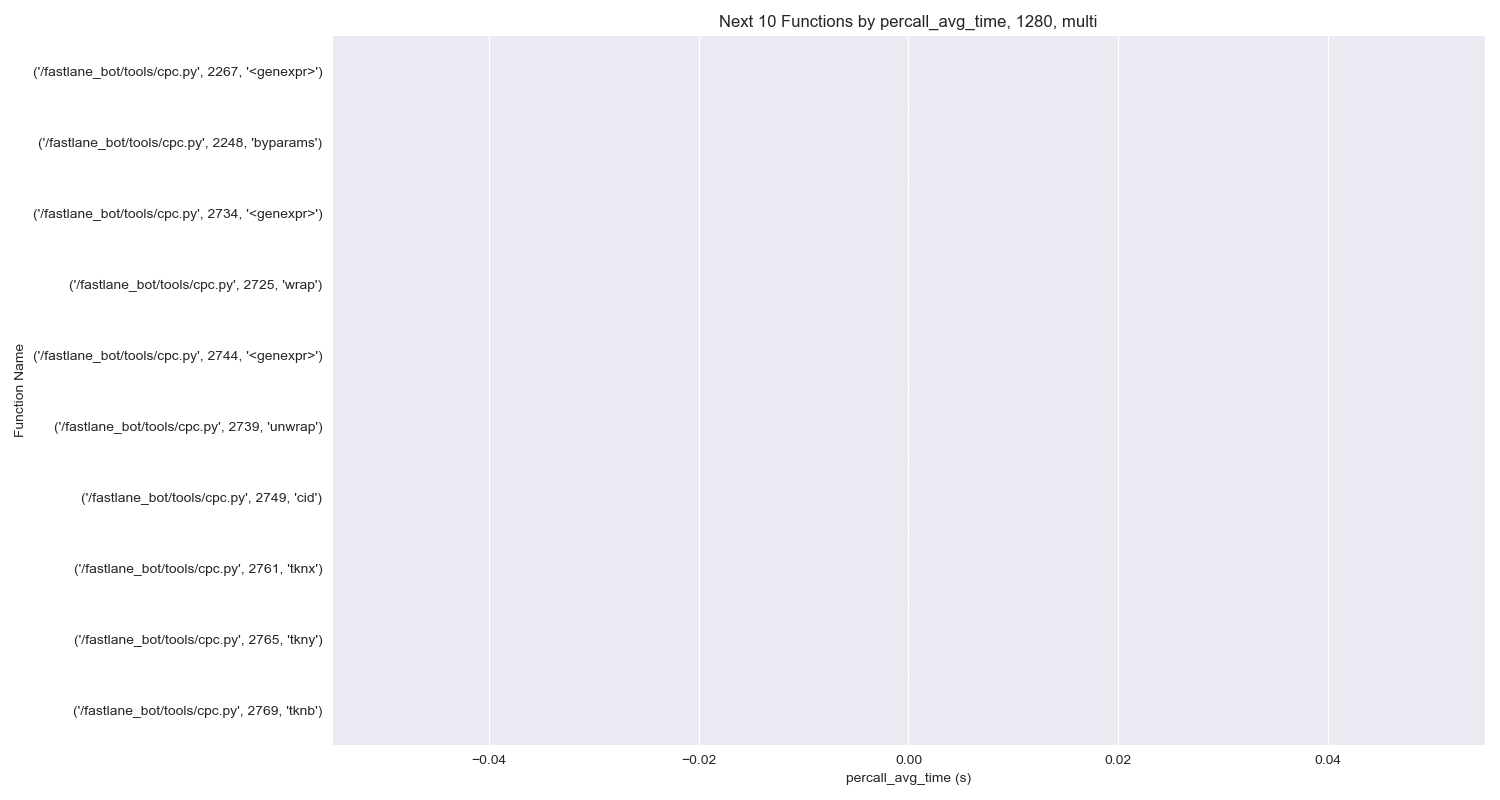 Next 10 Functions by percall_avg_time, 1280, multi
('/fastlane_bot/tools/cpc.py', 2267, '<genexpr>')
('/fastlane_bot/tools/cpc.py', 2248, 'byparams')
('/fastlane_bot/tools/cpc.py', 2734, '<genexpr>')
('/fastlane_bot/tools/cpc.py', 2725, 'wrap')
('/fastlane_bot/tools/cpc.py', 2744, '<genexpr>')
('/fastlane_bot/tools/cpc.py', 2739, 'unwrap')
('/fastlane_bot/tools/cpc.py', 2749, 'cid')
('/fastlane_bot/tools/cpc.py', 2761, 'tknx')
('/fastlane_bot/tools/cpc.py', 2765, 'tkny')
('/fastlane_bot/tools/cpc.py', 2769, 'tknb')
Function Name
−0.04 −0.02 0.00 0.02 0.04
percall_avg_time (s)